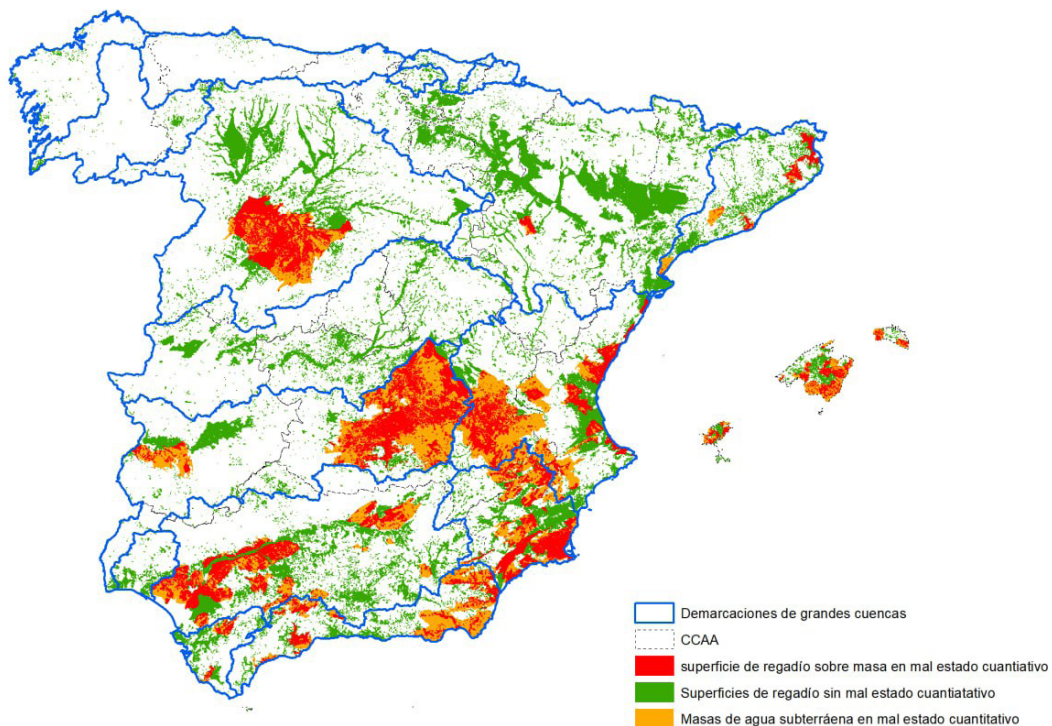 Demarcaciones de grandes cuencas
CCAA
superficie de regadío sobre masa en mal estado cuantiativo
Superficies de regadío sin mal estado cuantiatativo
Masas de agua subterráena en mal estado cuantitativo